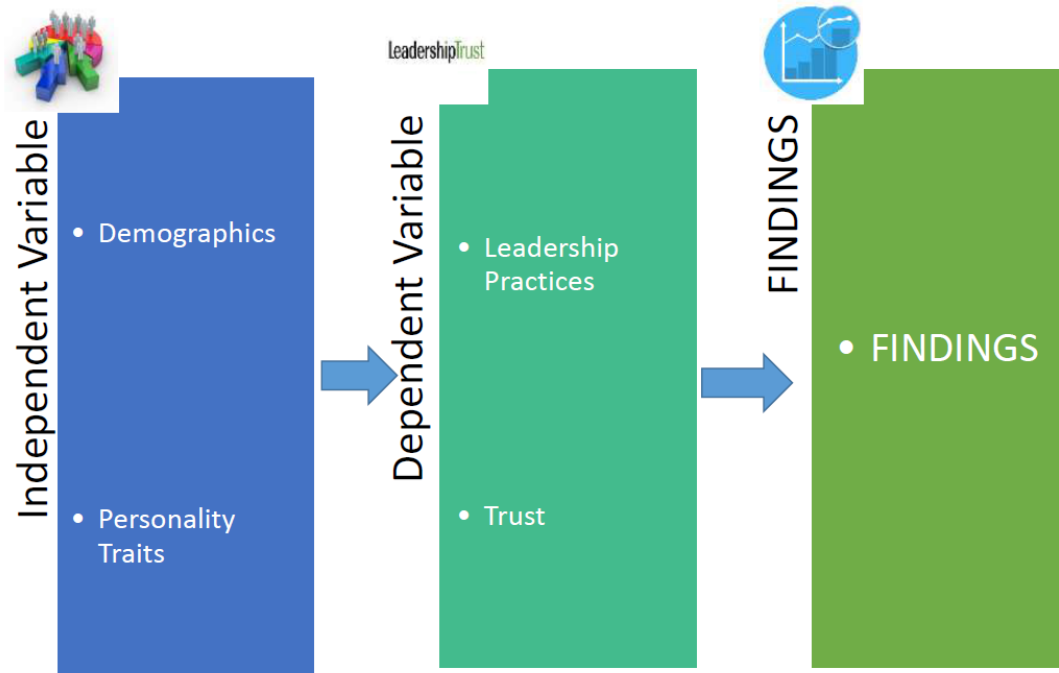 Independent Variable
• Demographics
• Personality
Traits
LeadershipTrust
Dependent Variable
• Leadership
Practices
• Trust
FINDINGS
• FINDINGS